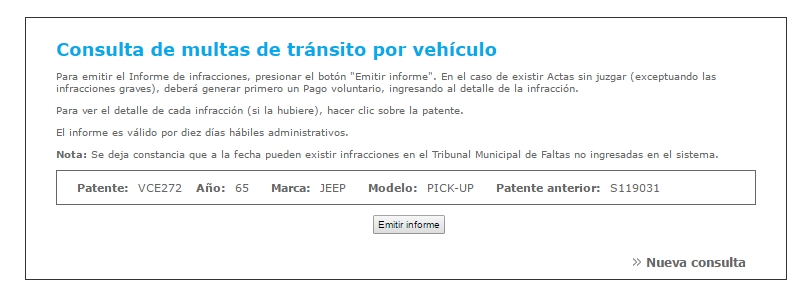 Consulta de multas de tránsito por vehículo
Para emitir el Informe de infracciones, presionar el botón "Emitir informe". En el caso de existir Actas sin juzgar (exceptuando las
infracciones graves), deberá generar primero un Pago voluntario, ingresando al detalle de la infracción.
Para ver el detalle de cada infracción (si la hubiere), hacer clic sobre la patente.
El informe es válido por diez días hábiles administrativos.
Nota: Se deja constancia que a la fecha pueden existir infracciones en el Tribunal Municipal de Faltas no ingresadas en el sistema.
Patente: VCE272 Año: 65 Marca: JEEP Modelo: PICK-UP Patente anterior: S119031
Emitir informe
» Nueva consulta